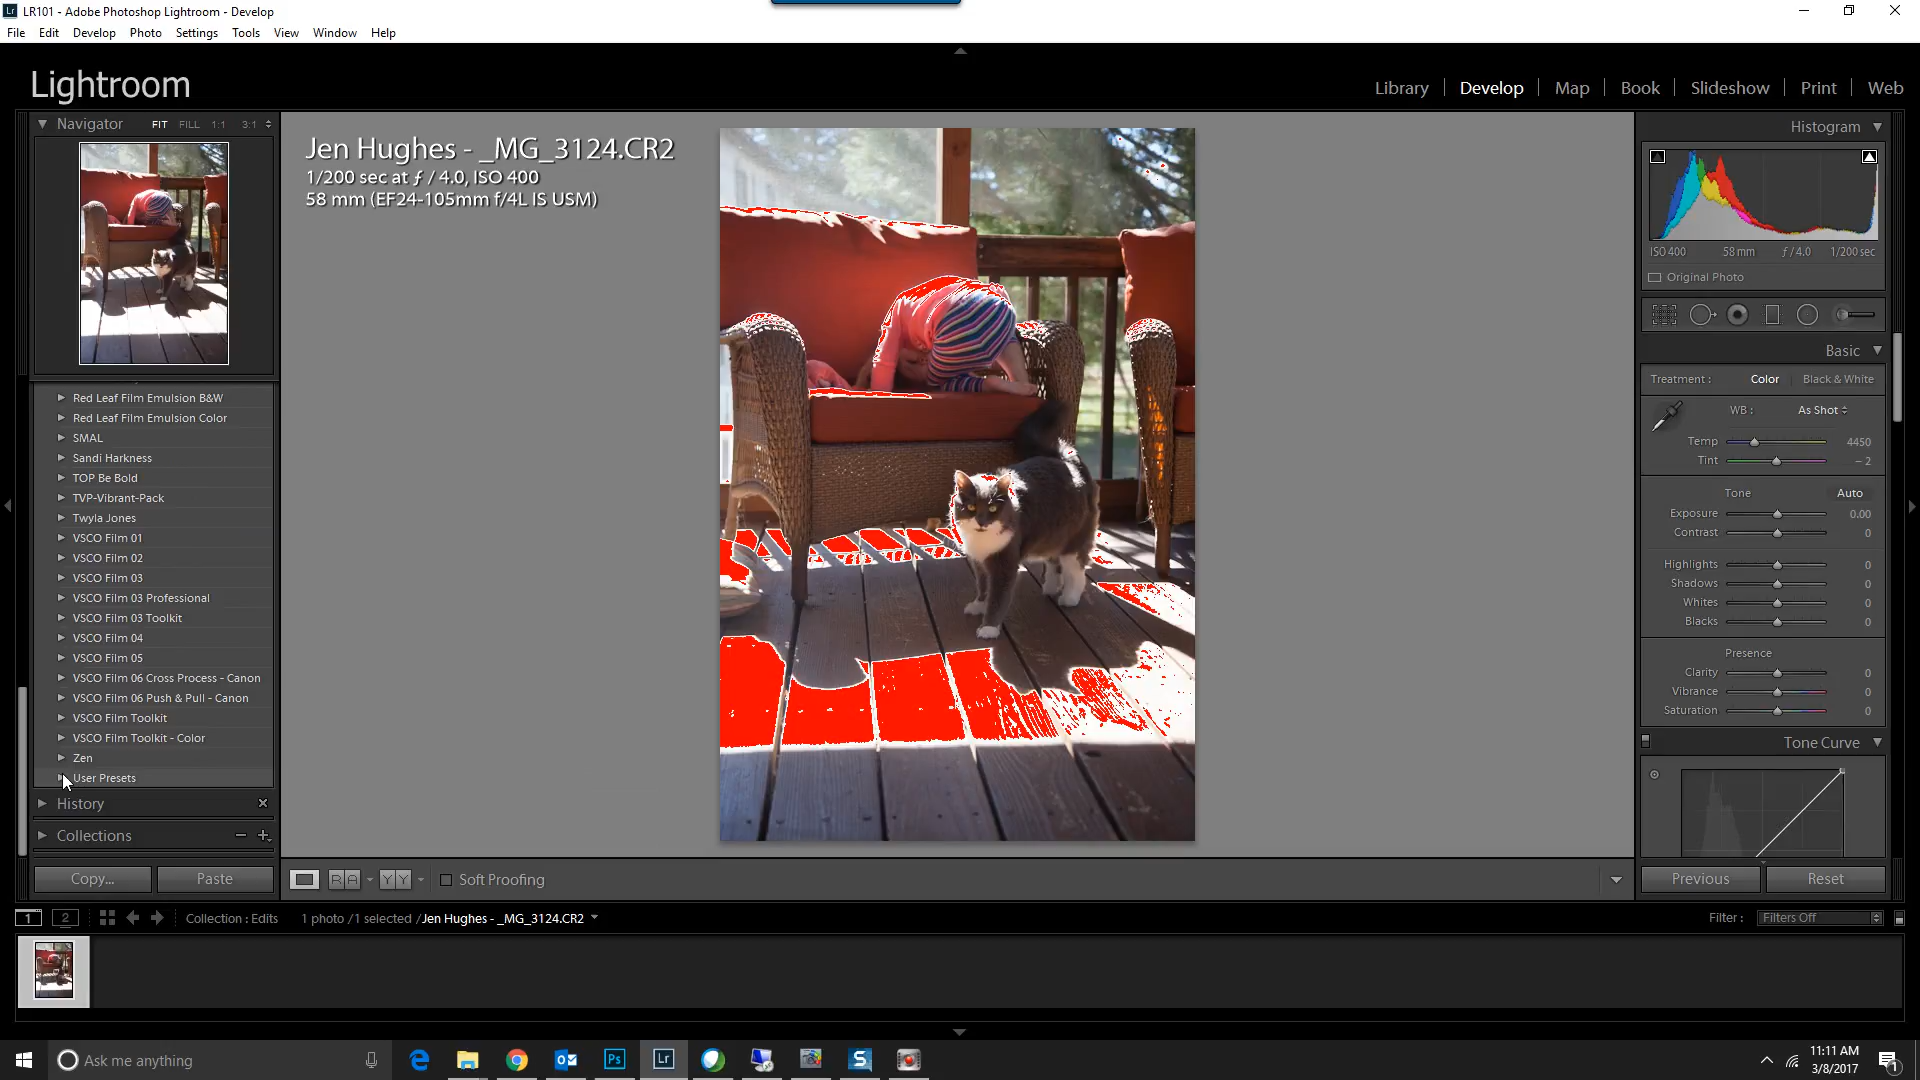 LR101 - Adobe Photoshop Lightroom - Develop
File Edit Develop Photo Settings Tools View Window Help
Lightroom
Library Develop Map Book Slideshow Print Web
Navigator FIT FILL 1:1 3:1
Red Leaf Film Emulsion B&W
Red Leaf Film Emulsion Color
SMAL
Sandi Harkness
TOP Be Bold
TVP-Vibrant-Pack
Twyla Jones
VSCO Film 01
VSCO Film 02
VSCO Film 03
VSCO Film 03 Professional
VSCO Film 03 Toolkit
VSCO Film 04
VSCO Film 05
VSCO Film 06 Cross Process - Canon
VSCO Film 06 Push & Pull - Canon
VSCO Film Toolkit
VSCO Film Toolkit - Color
Zen
User Presets
History
Collections
Copy... Paste
Jen Hughes - _MG_3124.CR2
1/200 sec at ƒ / 4.0, ISO 400
58 mm (EF24-105mm f/4L IS USM)
Histogram
ISO 400 58 mm ƒ / 4.0 1/200 sec
Original Photo
Basic
Treatment : Color Black & White
WB : As Shot
Temp 4450
Tint – 2
Tone Auto
Exposure 0.00
Contrast 0
Highlights 0
Shadows 0
Whites 0
Blacks 0
Presence
Clarity 0
Vibrance 0
Saturation 0
Tone Curve
Previous Reset
R A Y Y Soft Proofing
1 2 Collection : Edits 1 photo / 1 selected / Jen Hughes - _MG_3124.CR2 Filter : Filters Off
Ask me anything
Ps Lr S
11:11 AM
3/8/2017
1